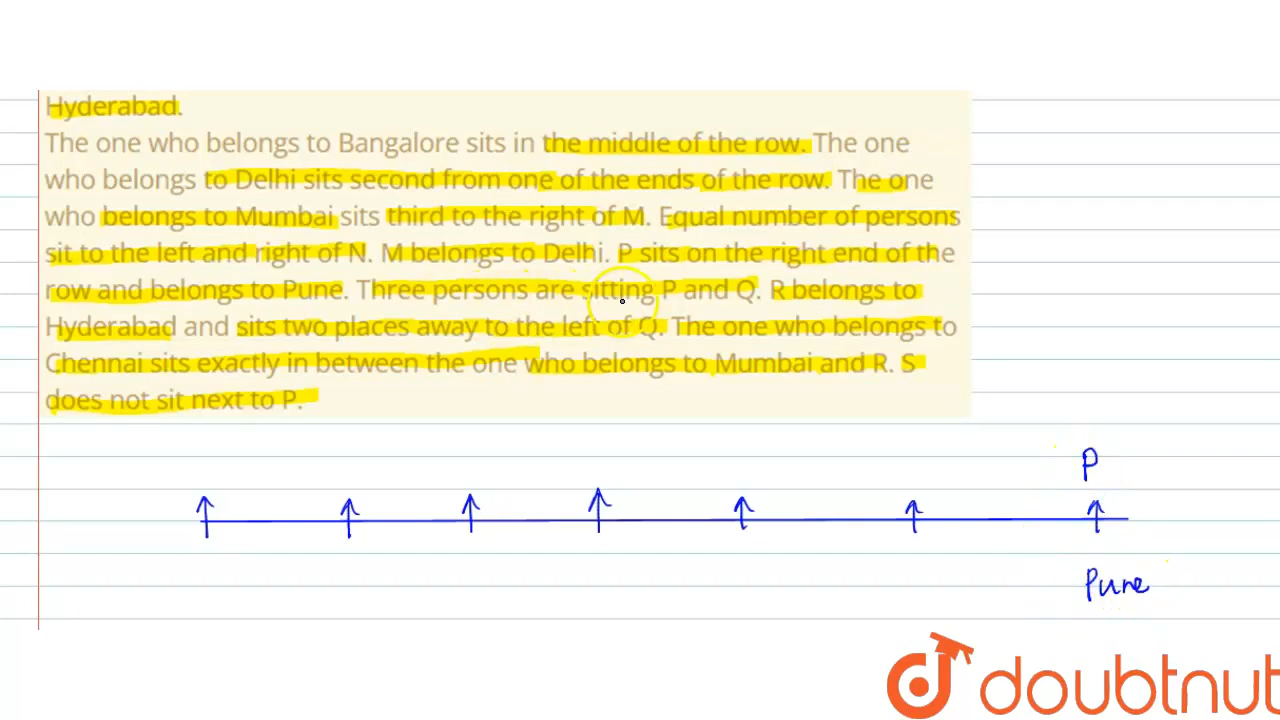 Hyderabad.
The one who belongs to Bangalore sits in the middle of the row. The one
who belongs to Delhi sits second from one of the ends of the row. The one
who belongs to Mumbai sits third to the right of M. Equal number of persons
sit to the left and right of N. M belongs to Delhi. P sits on the right end of the
row and belongs to Pune. Three persons are sitting P and Q. R belongs to
Hyderabad and sits two places away to the left of Q. The one who belongs to
Chennai sits exactly in between the one who belongs to Mumbai and R. S
does not sit next to P.
P
Pune
doubtnut